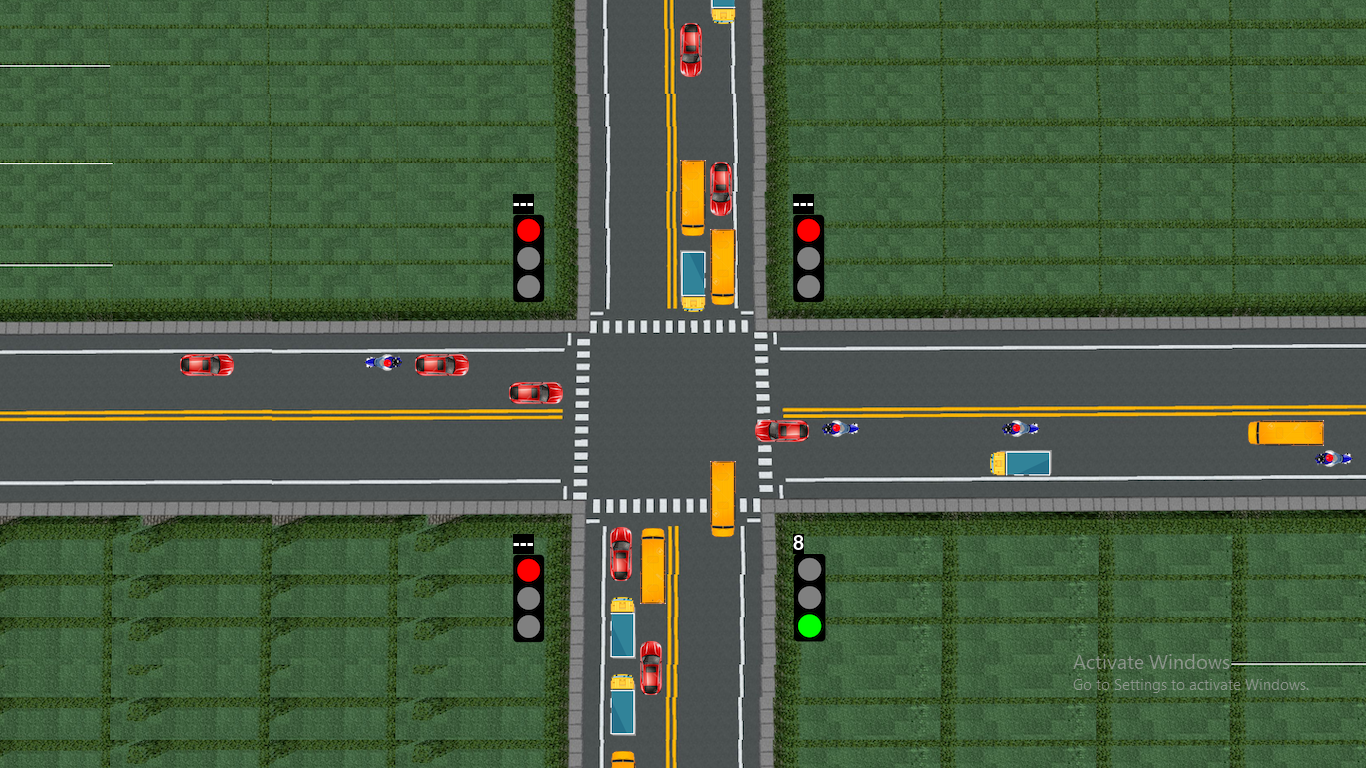 ---
---
---
8
Activate Windows
Go to Settings to activate Windows.